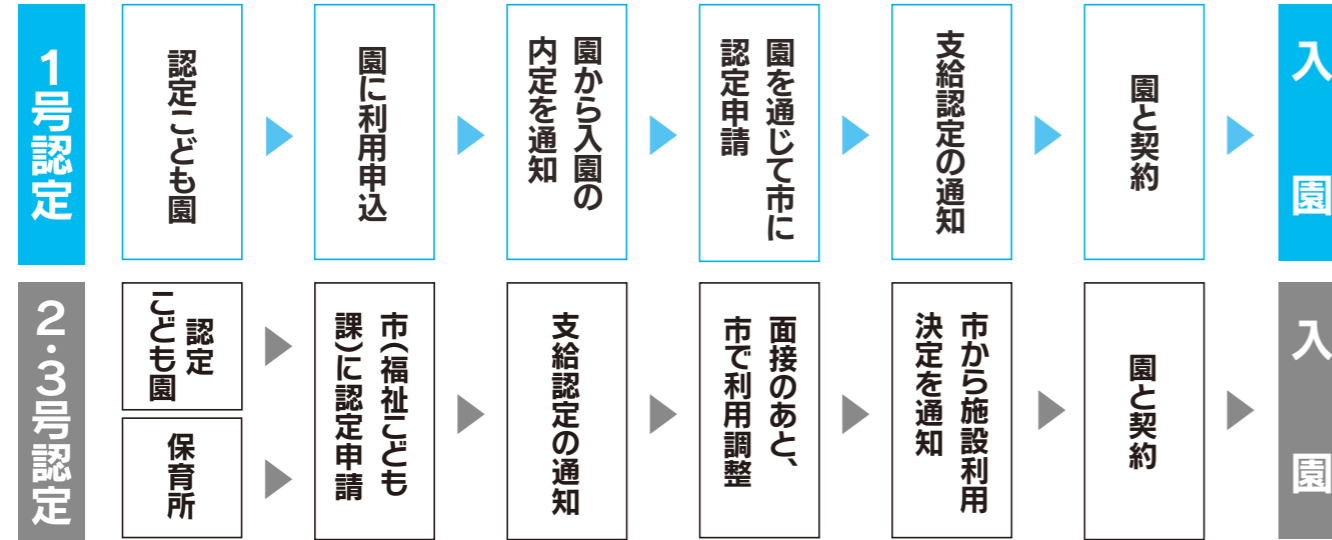 1号認定
認定こども園
園に利用申込
園から入園の
内定を通知
園を通じて市に
認定申請
支給認定の通知
園と契約
入園
2・3号認定
認定
こども園
保育所
市(福祉こども
課)に認定申請
支給認定の通知
面接のあと、
市で利用調整
市から施設利用
決定を通知
園と契約
入園